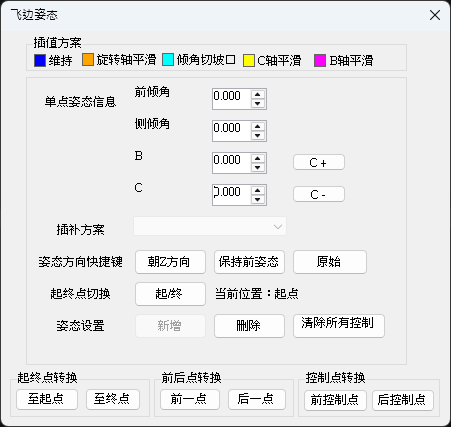 飞边姿态
插值方案
维持 旋转轴平滑 倾角切坡口 C轴平滑 B轴平滑
单点姿态信息 前倾角 0.000
侧倾角 0.000
B 0.000 C +
C 0.000 C -
插补方案
姿态方向快捷键 朝Z方向 保持前姿态 原始
起终点切换 起/终 当前位置：起点
姿态设置 新增 删除 清除所有控制
起终点转换 前后点转换 控制点转换
至起点 至终点 前一点 后一点 前控制点 后控制点